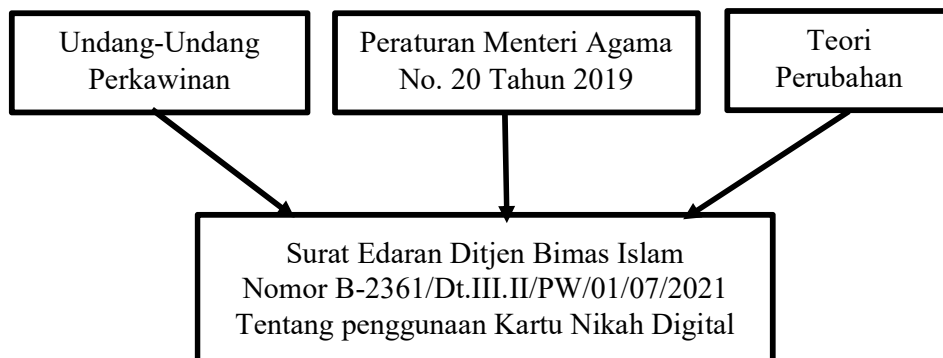 Undang-Undang
Perkawinan
Peraturan Menteri Agama
No. 20 Tahun 2019
Teori
Perubahan
Surat Edaran Ditjen Bimas Islam
Nomor B-2361/Dt.III.II/PW/01/07/2021
Tentang penggunaan Kartu Nikah Digital